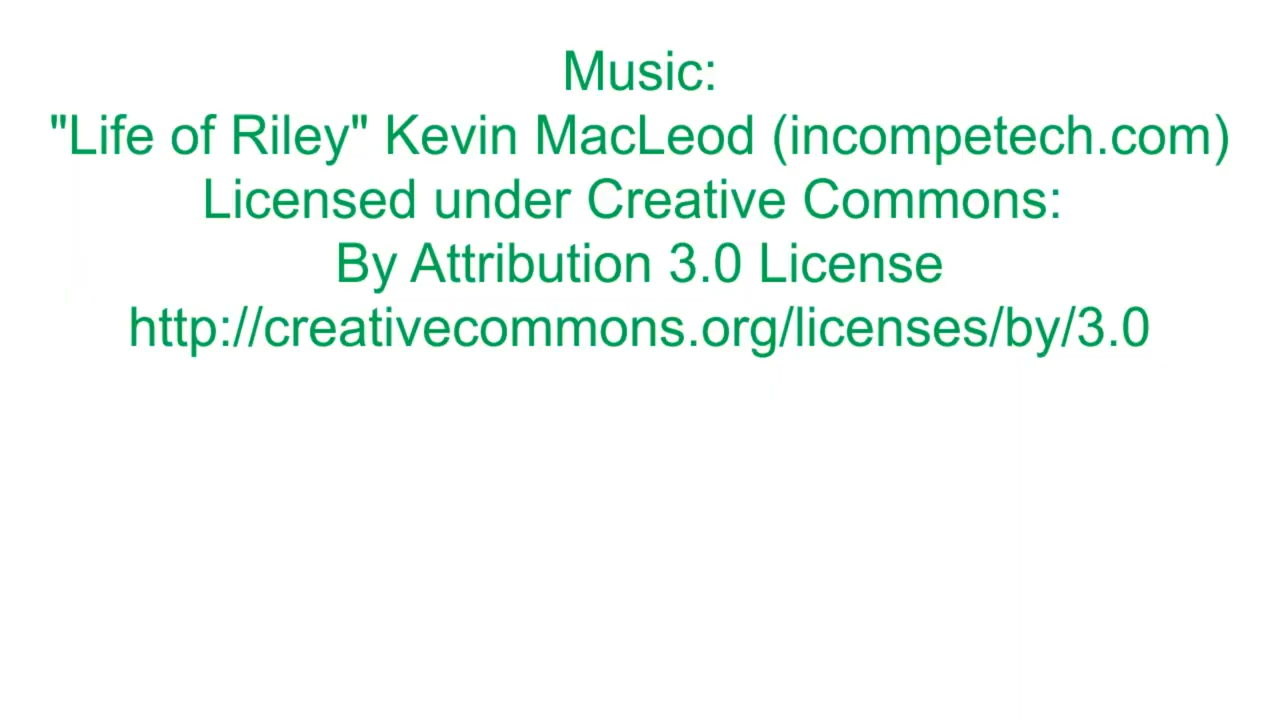 Music:
"Life of Riley" Kevin MacLeod (incompetech.com)
Licensed under Creative Commons:
By Attribution 3.0 License
http://creativecommons.org/licenses/by/3.0